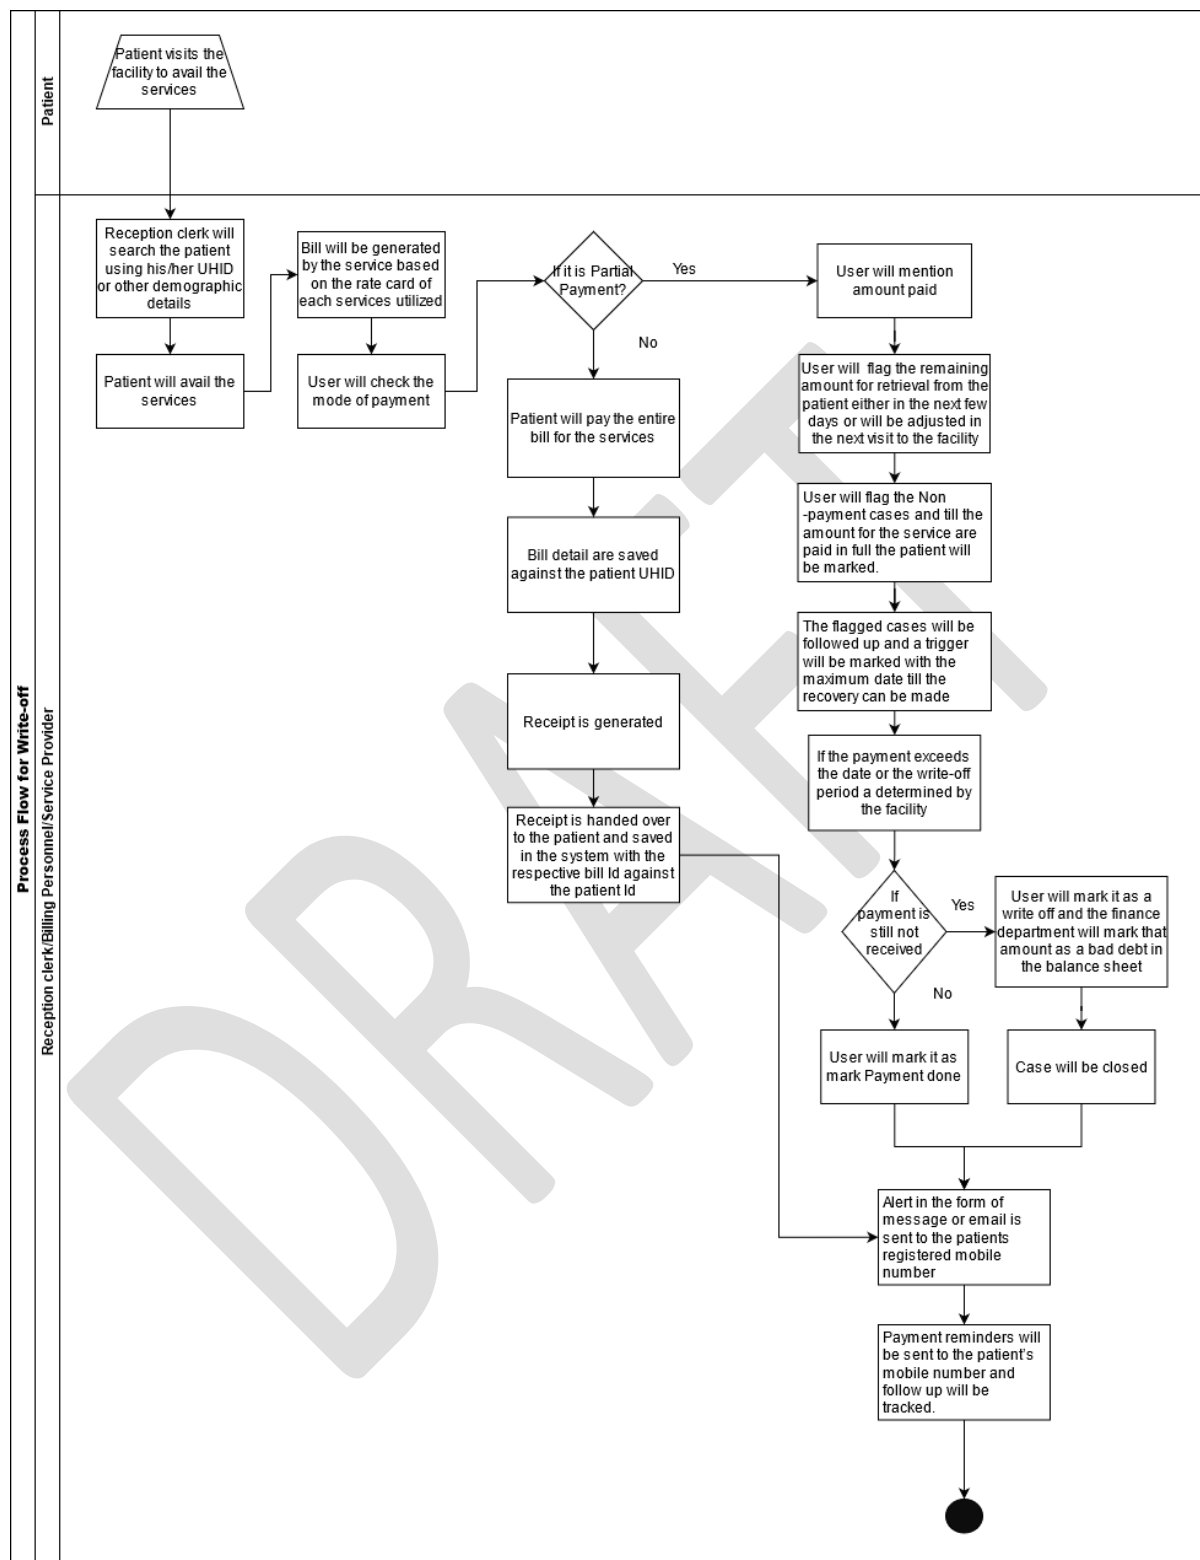 Process Flow for Write-off
Patient
Reception clerk/Billing Personnel/Service Provider
Patient visits the
facility to avail the
services
Reception clerk will
search the patient
using his/her UHID
or other demographic
details
Patient will avail the
services
Bill will be generated
by the service based
on the rate card of
each services utilized
User will check the
mode of payment
If it is Partial
Payment?
Yes
No
Patient will pay the entire
bill for the services
Bill detail are saved
against the patient UHID
Receipt is generated
Receipt is handed over
to the patient and saved
in the system with the
respective bill Id against
the patient Id
User will mention
amount paid
User will flag the remaining
amount for retrieval from the
patient either in the next few
days or will be adjusted in
the next visit to the facility
User will flag the Non
-payment cases and till the
amount for the service are
paid in full the patient will
be marked.
The flagged cases will be
followed up and a trigger
will be marked with the
maximum date till the
recovery can be made
If the payment exceeds
the date or the write-off
period a determined by
the facility
If
payment is
still not
received
Yes
No
User will mark it as a
write off and the finance
department will mark that
amount as a bad debt in
the balance sheet
User will mark it as
mark Payment done
Case will be closed
Alert in the form of
message or email is
sent to the patients
registered mobile
number
Payment reminders will
be sent to the patient's
mobile number and
follow up will be
tracked.
DRAFT